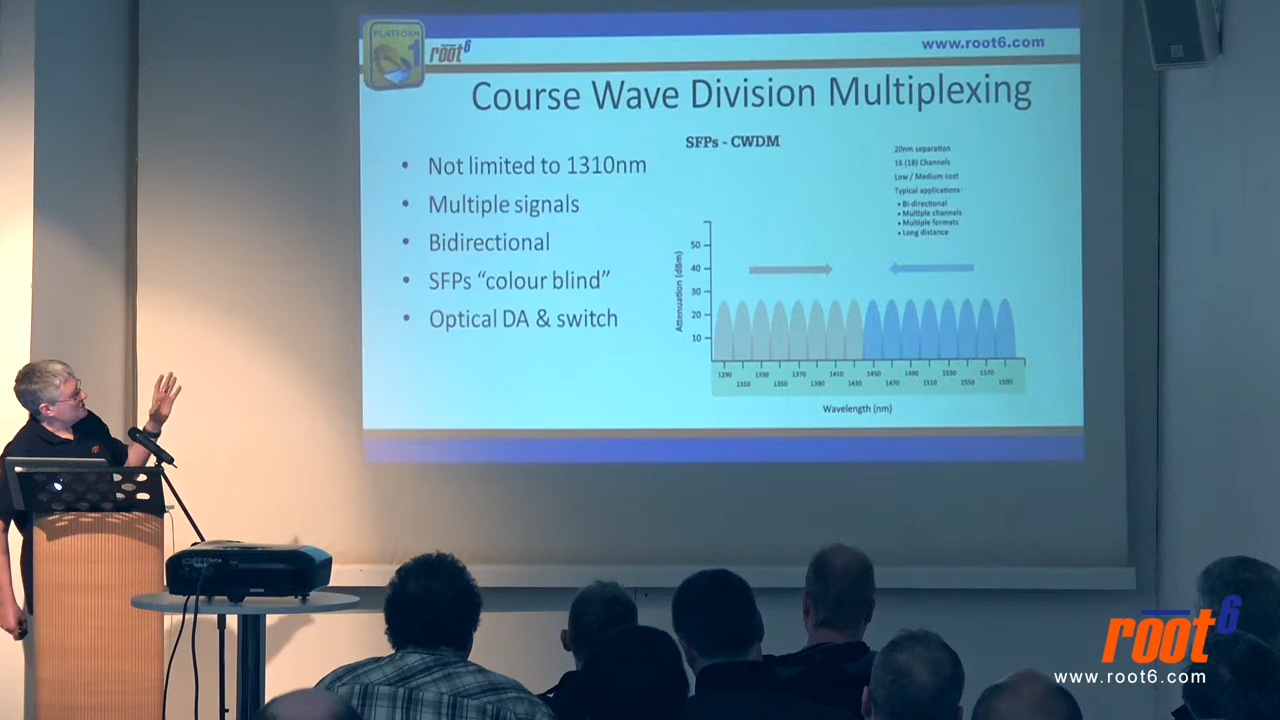 PLATFORM
1
root6
www.root6.com
Course Wave Division Multiplexing
SFPs - CWDM
• Not limited to 1310nm
• Multiple signals
• Bidirectional
• SFPs “colour blind”
• Optical DA & switch
20nm separation
16 (18) Channels
Low / Medium cost
Typical applications
• Bi-directional
• Multiple channels
• Multiple formats
• Long distance
Attenuation (dBm)
50
40
30
20
10
1290 1330 1370 1410 1450 1490 1530 1570
1310 1350 1390 1430 1470 1510 1550 1590
Wavelength (nm)
root6
www.root6.com